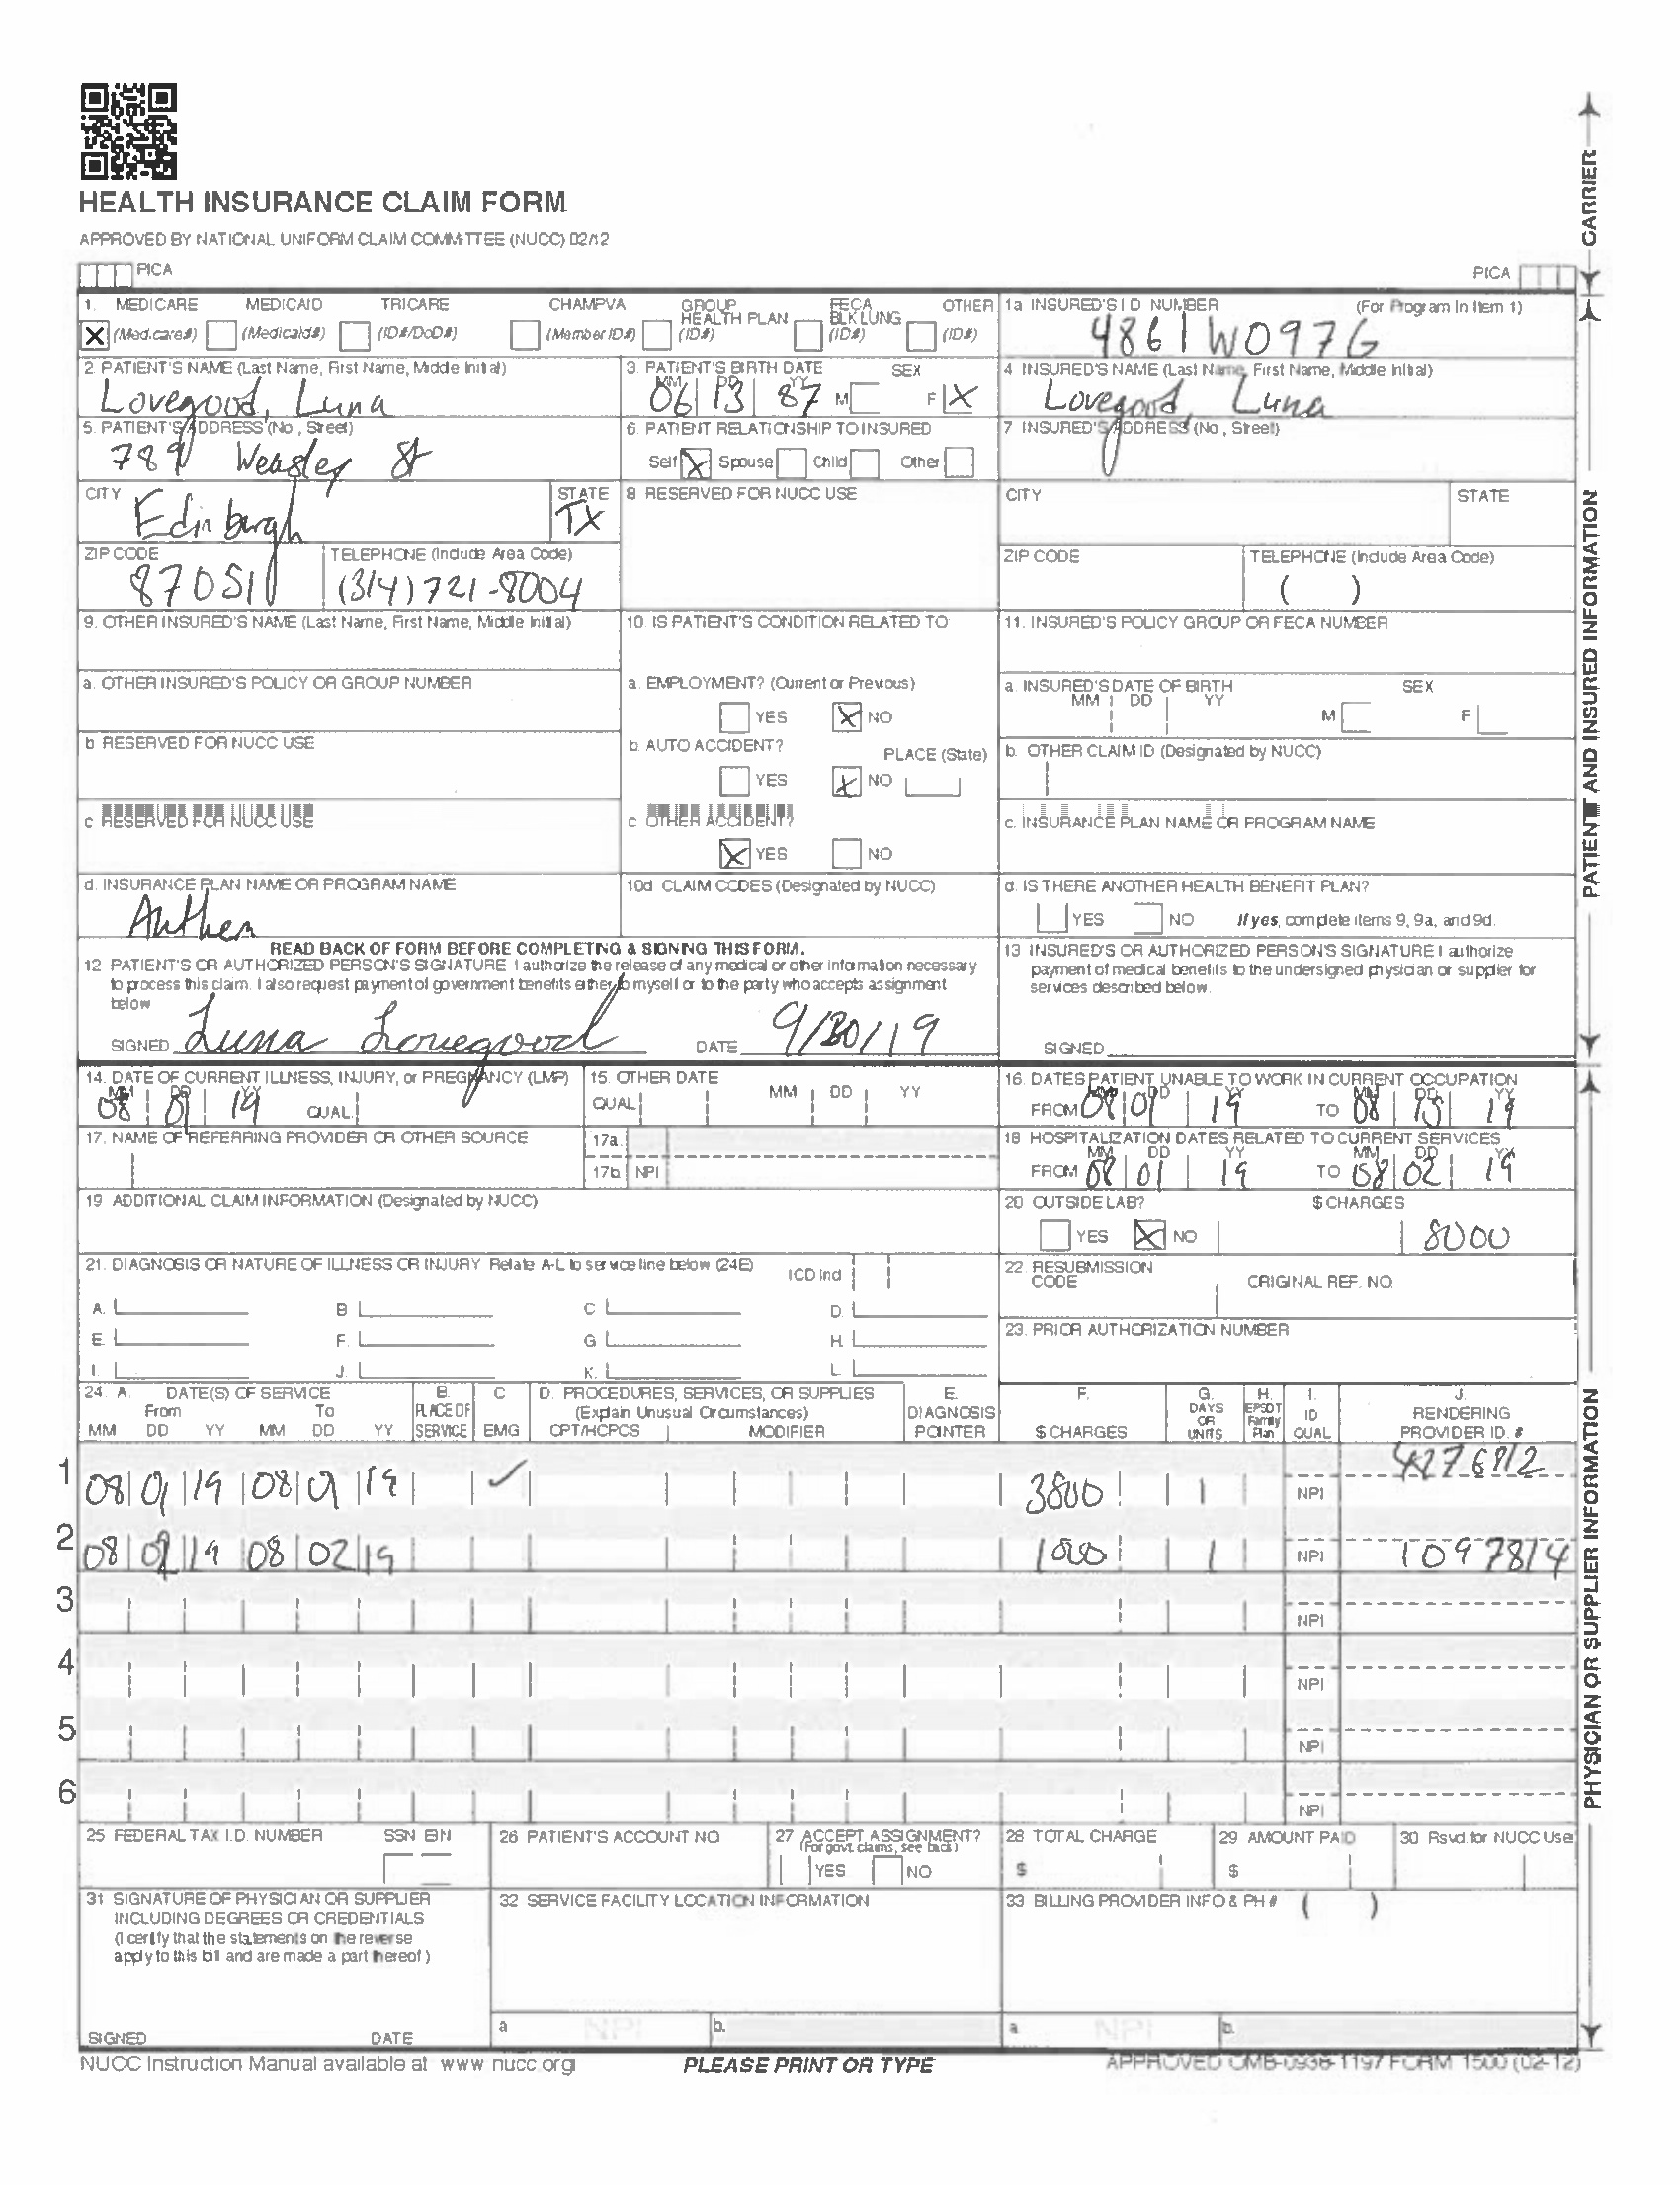 HEALTH INSURANCE CLAIM FORM
APPROVED BY NATIONAL UNIFORM CLAIM COMMITTEE (NUCC) 02/12
PICA
PICA
CARRIER
1. MEDICARE MEDICAID TRICARE CHAMPVA GROUP HEALTH PLAN FECA BLK LUNG OTHER
X (Medicare#) (Medicaid#) (ID#/DoD#) (Member ID#) (ID#) (ID#) (ID#)
1a INSURED'S I D NUMBER (For Program in Item 1)
4861W097G
2. PATIENT'S NAME (Last Name, First Name, Middle Initial)
Lovegood, Luna
3. PATIENT'S BIRTH DATE SEX
MM DD YY
06 13 87 M F X
4 INSURED'S NAME (Last Name, First Name, Middle Initial)
Lovegood, Luna
5. PATIENT'S ADDRESS (No , Street)
789 Weasley St
6. PATIENT RELATIONSHIP TO INSURED
Self X Spouse Child Other
7 INSURED'S ADDRESS (No , Street)
CITY
Edinburgh
STATE
TX
8 RESERVED FOR NUCC USE
CITY STATE
ZIP CODE
87051
TELEPHONE (Include Area Code)
(314) 721-8004
ZIP CODE TELEPHONE (Include Area Code)
( )
9. OTHER INSURED'S NAME (Last Name, First Name, Middle Initial)
10. IS PATIENT'S CONDITION RELATED TO
11. INSURED'S POLICY GROUP OR FECA NUMBER
a. OTHER INSURED'S POLICY OR GROUP NUMBER
a. EMPLOYMENT? (Current or Previous)
YES X NO
a. INSURED'S DATE OF BIRTH SEX
MM DD YY
M F
b RESERVED FOR NUCC USE
b AUTO ACCIDENT? PLACE (State)
YES X NO
b. OTHER CLAIM ID (Designated by NUCC)
c RESERVED FOR NUCC USE
c OTHER ACCIDENT?
X YES NO
c. INSURANCE PLAN NAME OR PROGRAM NAME
d. INSURANCE PLAN NAME OR PROGRAM NAME
Anthem
10d CLAIM CODES (Designated by NUCC)
d. IS THERE ANOTHER HEALTH BENEFIT PLAN?
YES NO If yes, complete items 9, 9a, and 9d.
PATIENT AND INSURED INFORMATION
READ BACK OF FORM BEFORE COMPLETING & SIGNING THIS FORM.
12 PATIENT'S OR AUTHORIZED PERSON'S SIGNATURE I authorize the release of any medical or other information necessary
to process this claim. I also request payment of government benefits either to myself or to the party who accepts assignment
below
SIGNED Luna Lovegood DATE 9/30/19
13 INSURED'S OR AUTHORIZED PERSON'S SIGNATURE I authorize
payment of medical benefits to the undersigned physician or supplier for
services described below.
SIGNED
14. DATE OF CURRENT ILLNESS, INJURY, or PREGNANCY (LMP)
MM DD YY
08 01 19 QUAL.
15. OTHER DATE MM DD YY
QUAL.
16. DATES PATIENT UNABLE TO WORK IN CURRENT OCCUPATION
MM DD YY MM DD YY
FROM 08 01 19 TO 08 15 19
17. NAME OF REFERRING PROVIDER OR OTHER SOURCE
17a.
17b NPI
18 HOSPITALIZATION DATES RELATED TO CURRENT SERVICES
MM DD YY MM DD YY
FROM 08 01 19 TO 08 02 19
19 ADDITIONAL CLAIM INFORMATION (Designated by NUCC)
20 OUTSIDE LAB? $ CHARGES
YES X NO 8000
21. DIAGNOSIS OR NATURE OF ILLNESS OR INJURY Relate A-L to service line below (24E) ICD Ind
A. B C D.
E. F. G H.
I. J. K. L.
22. RESUBMISSION CODE ORIGINAL REF. NO.
23. PRIOR AUTHORIZATION NUMBER
24. A. DATE(S) OF SERVICE B. C D. PROCEDURES, SERVICES, OR SUPPLIES E. F. G. H. I. J.
From To PLACE OF (Explain Unusual Circumstances) DIAGNOSIS DAYS OR EPSDT Family ID RENDERING
MM DD YY MM DD YY SERVICE EMG CPT/HCPCS MODIFIER POINTER $ CHARGES UNITS Plan QUAL. PROVIDER ID. #
1 08 01 19 08 01 19 ✓ 3800 1 NPI 4276812
2 08 02 19 08 02 19 1000 1 NPI 1097814
3 NPI
4 NPI
5 NPI
6 NPI
25 FEDERAL TAX I.D. NUMBER SSN EIN
26 PATIENT'S ACCOUNT NO.
27 ACCEPT ASSIGNMENT?
(For govt. claims, see back)
YES NO
28 TOTAL CHARGE
$
29 AMOUNT PAID
$
30 Rsvd. for NUCC Use
31 SIGNATURE OF PHYSICIAN OR SUPPLIER
INCLUDING DEGREES OR CREDENTIALS
(I certify that the statements on the reverse
apply to this bill and are made a part thereof.)
SIGNED DATE
32 SERVICE FACILITY LOCATION INFORMATION
a NPI b.
33 BILLING PROVIDER INFO & PH # ( )
a NPI b.
PHYSICIAN OR SUPPLIER INFORMATION
NUCC Instruction Manual available at www nucc.org
PLEASE PRINT OR TYPE
APPROVED OMB-0938-1197 FORM 1500 (02-12)